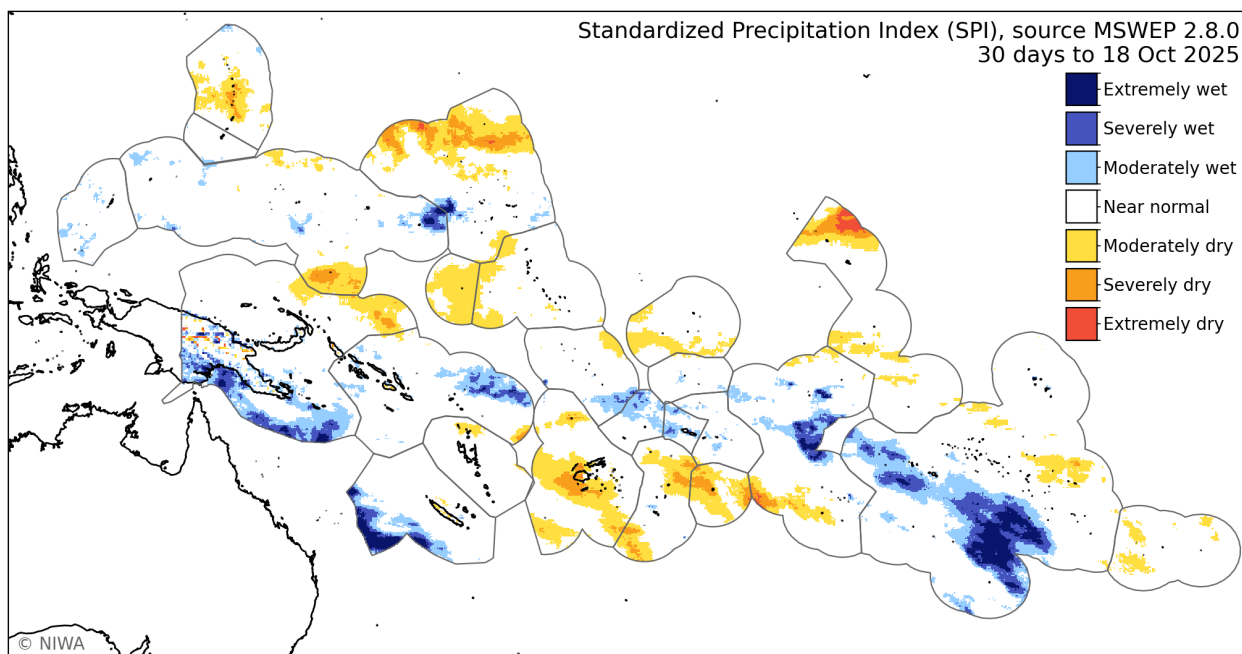 Standardized Precipitation Index (SPI), source MSWEP 2.8.0
30 days to 18 Oct 2025
Extremely wet
Severely wet
Moderately wet
Near normal
Moderately dry
Severely dry
Extremely dry
© NIWA